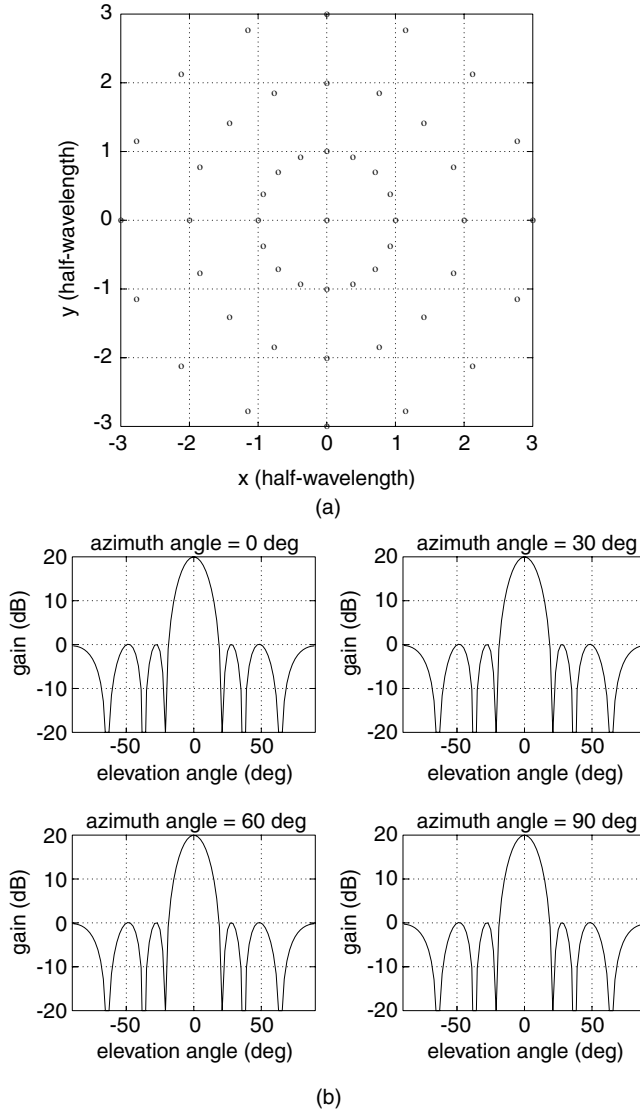 3
2
1
0
-1
-2
-3
y (half-wavelength)
-3 -2 -1 0 1 2 3
x (half-wavelength)
(a)
azimuth angle = 0 deg
20
10
0
-10
-20
gain (dB)
-50 0 50
elevation angle (deg)
azimuth angle = 30 deg
20
10
0
-10
-20
gain (dB)
-50 0 50
elevation angle (deg)
azimuth angle = 60 deg
20
10
0
-10
-20
gain (dB)
-50 0 50
elevation angle (deg)
azimuth angle = 90 deg
20
10
0
-10
-20
gain (dB)
-50 0 50
elevation angle (deg)
(b)